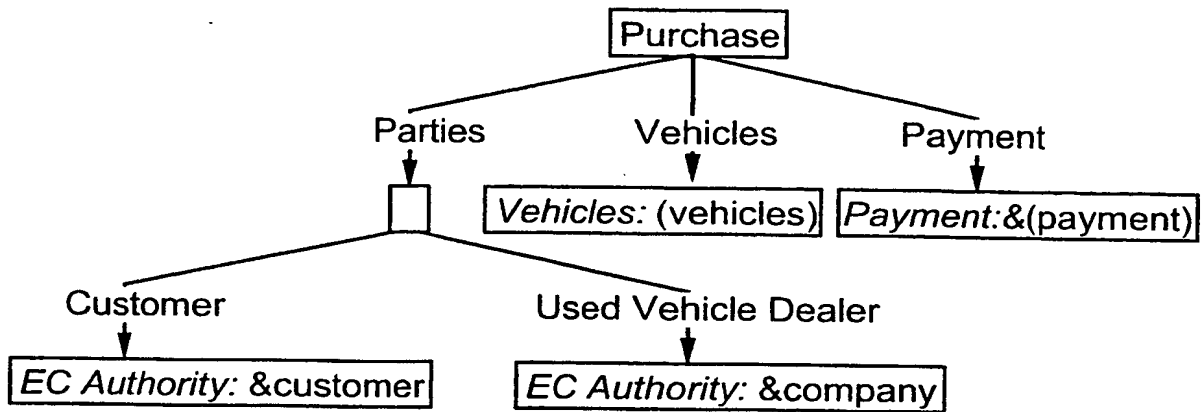 Purchase
Parties
Vehicles
Payment
Vehicles: (vehicles)
Payment:&(payment)
Customer
Used Vehicle Dealer
EC Authority: &customer
EC Authority: &company